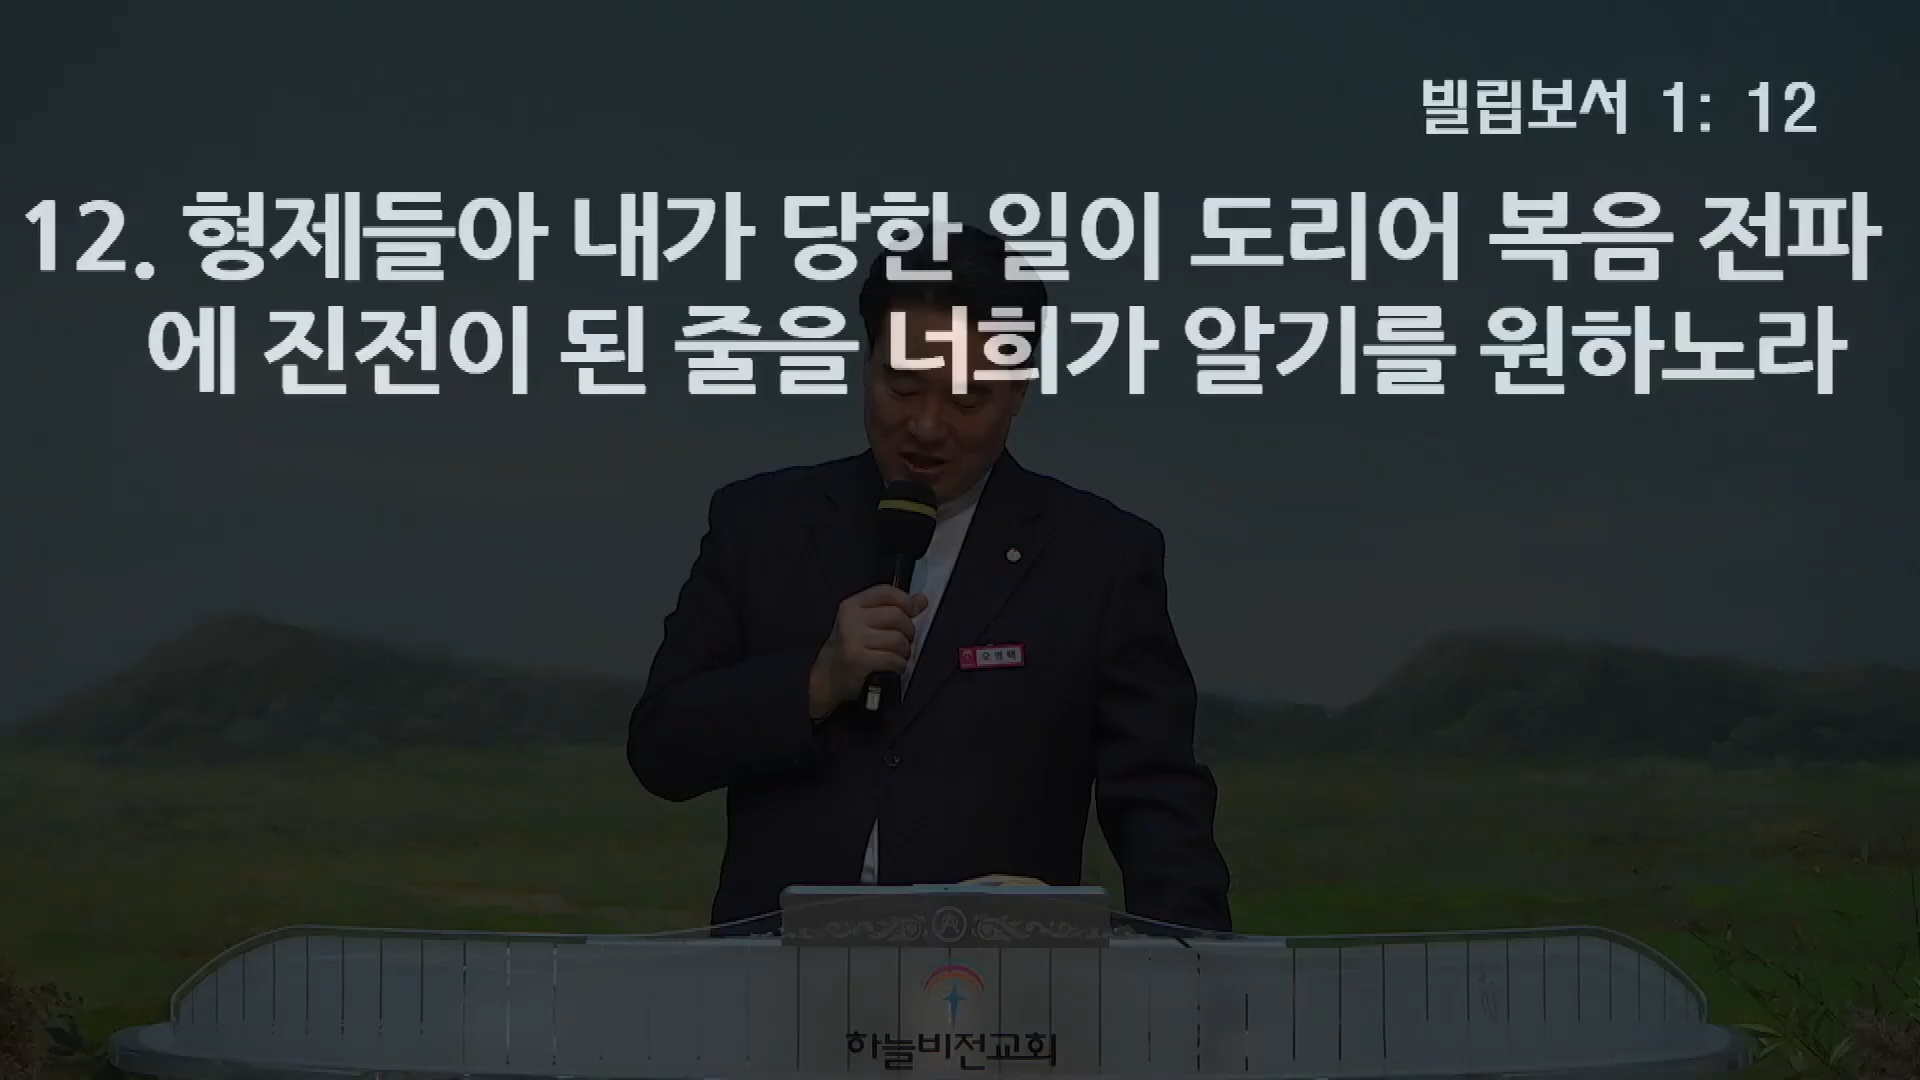 빌립보서 1: 12
12. 형제들아 내가 당한 일이 도리어 복음 전파
에 진전이 된 줄을 너희가 알기를 원하노라
하늘비전교회